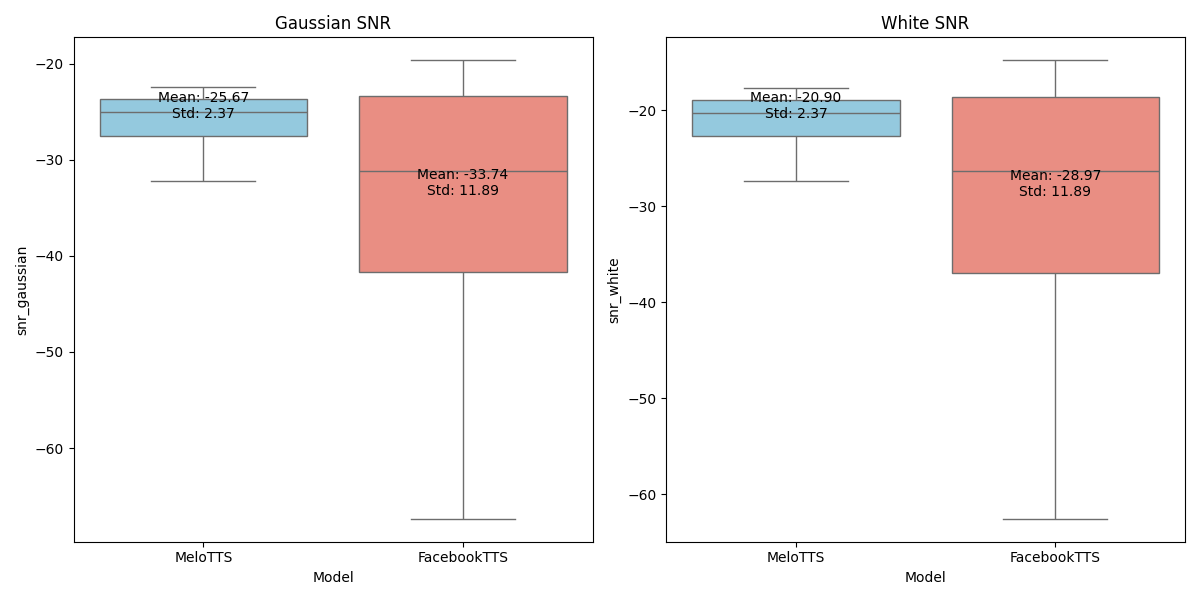 Gaussian SNR
snr_gaussian
−20
−30
−40
−50
−60
Mean: -25.67
Std: 2.37
Mean: -33.74
Std: 11.89
MeloTTS
FacebookTTS
Model
White SNR
snr_white
−20
−30
−40
−50
−60
Mean: -20.90
Std: 2.37
Mean: -28.97
Std: 11.89
MeloTTS
FacebookTTS
Model